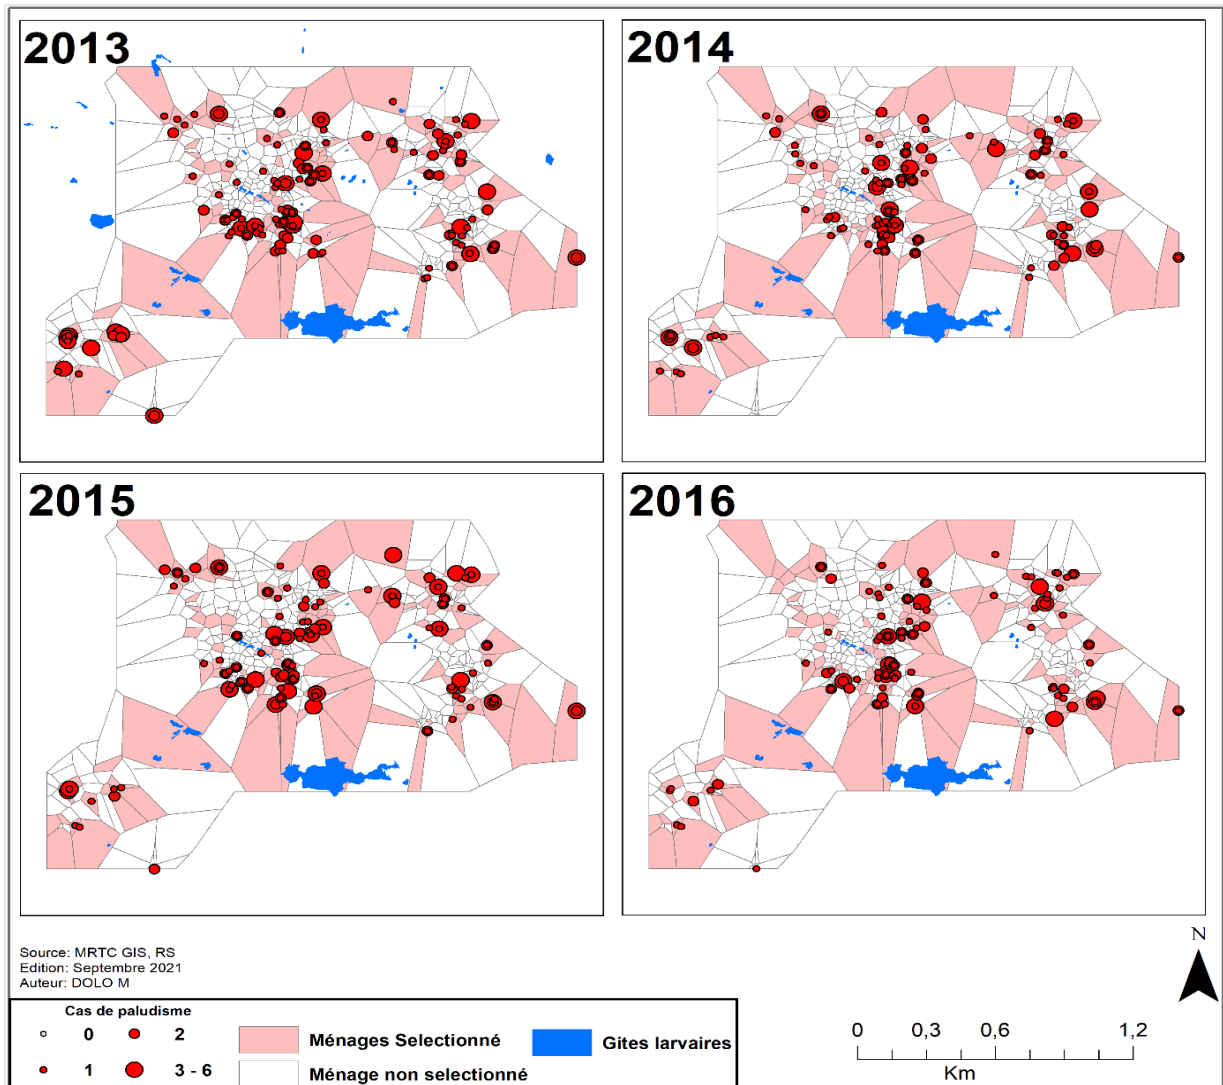 2013
2014
2015
2016
Source: MRTC GIS, RS
Edition: Septembre 2021
Auteur: DOLO M
N
Cas de paludisme
0
2
1
3 - 6
Ménages Selectionné
Ménage non selectionné
Gites larvaires
0 0,3 0,6 1,2
Km